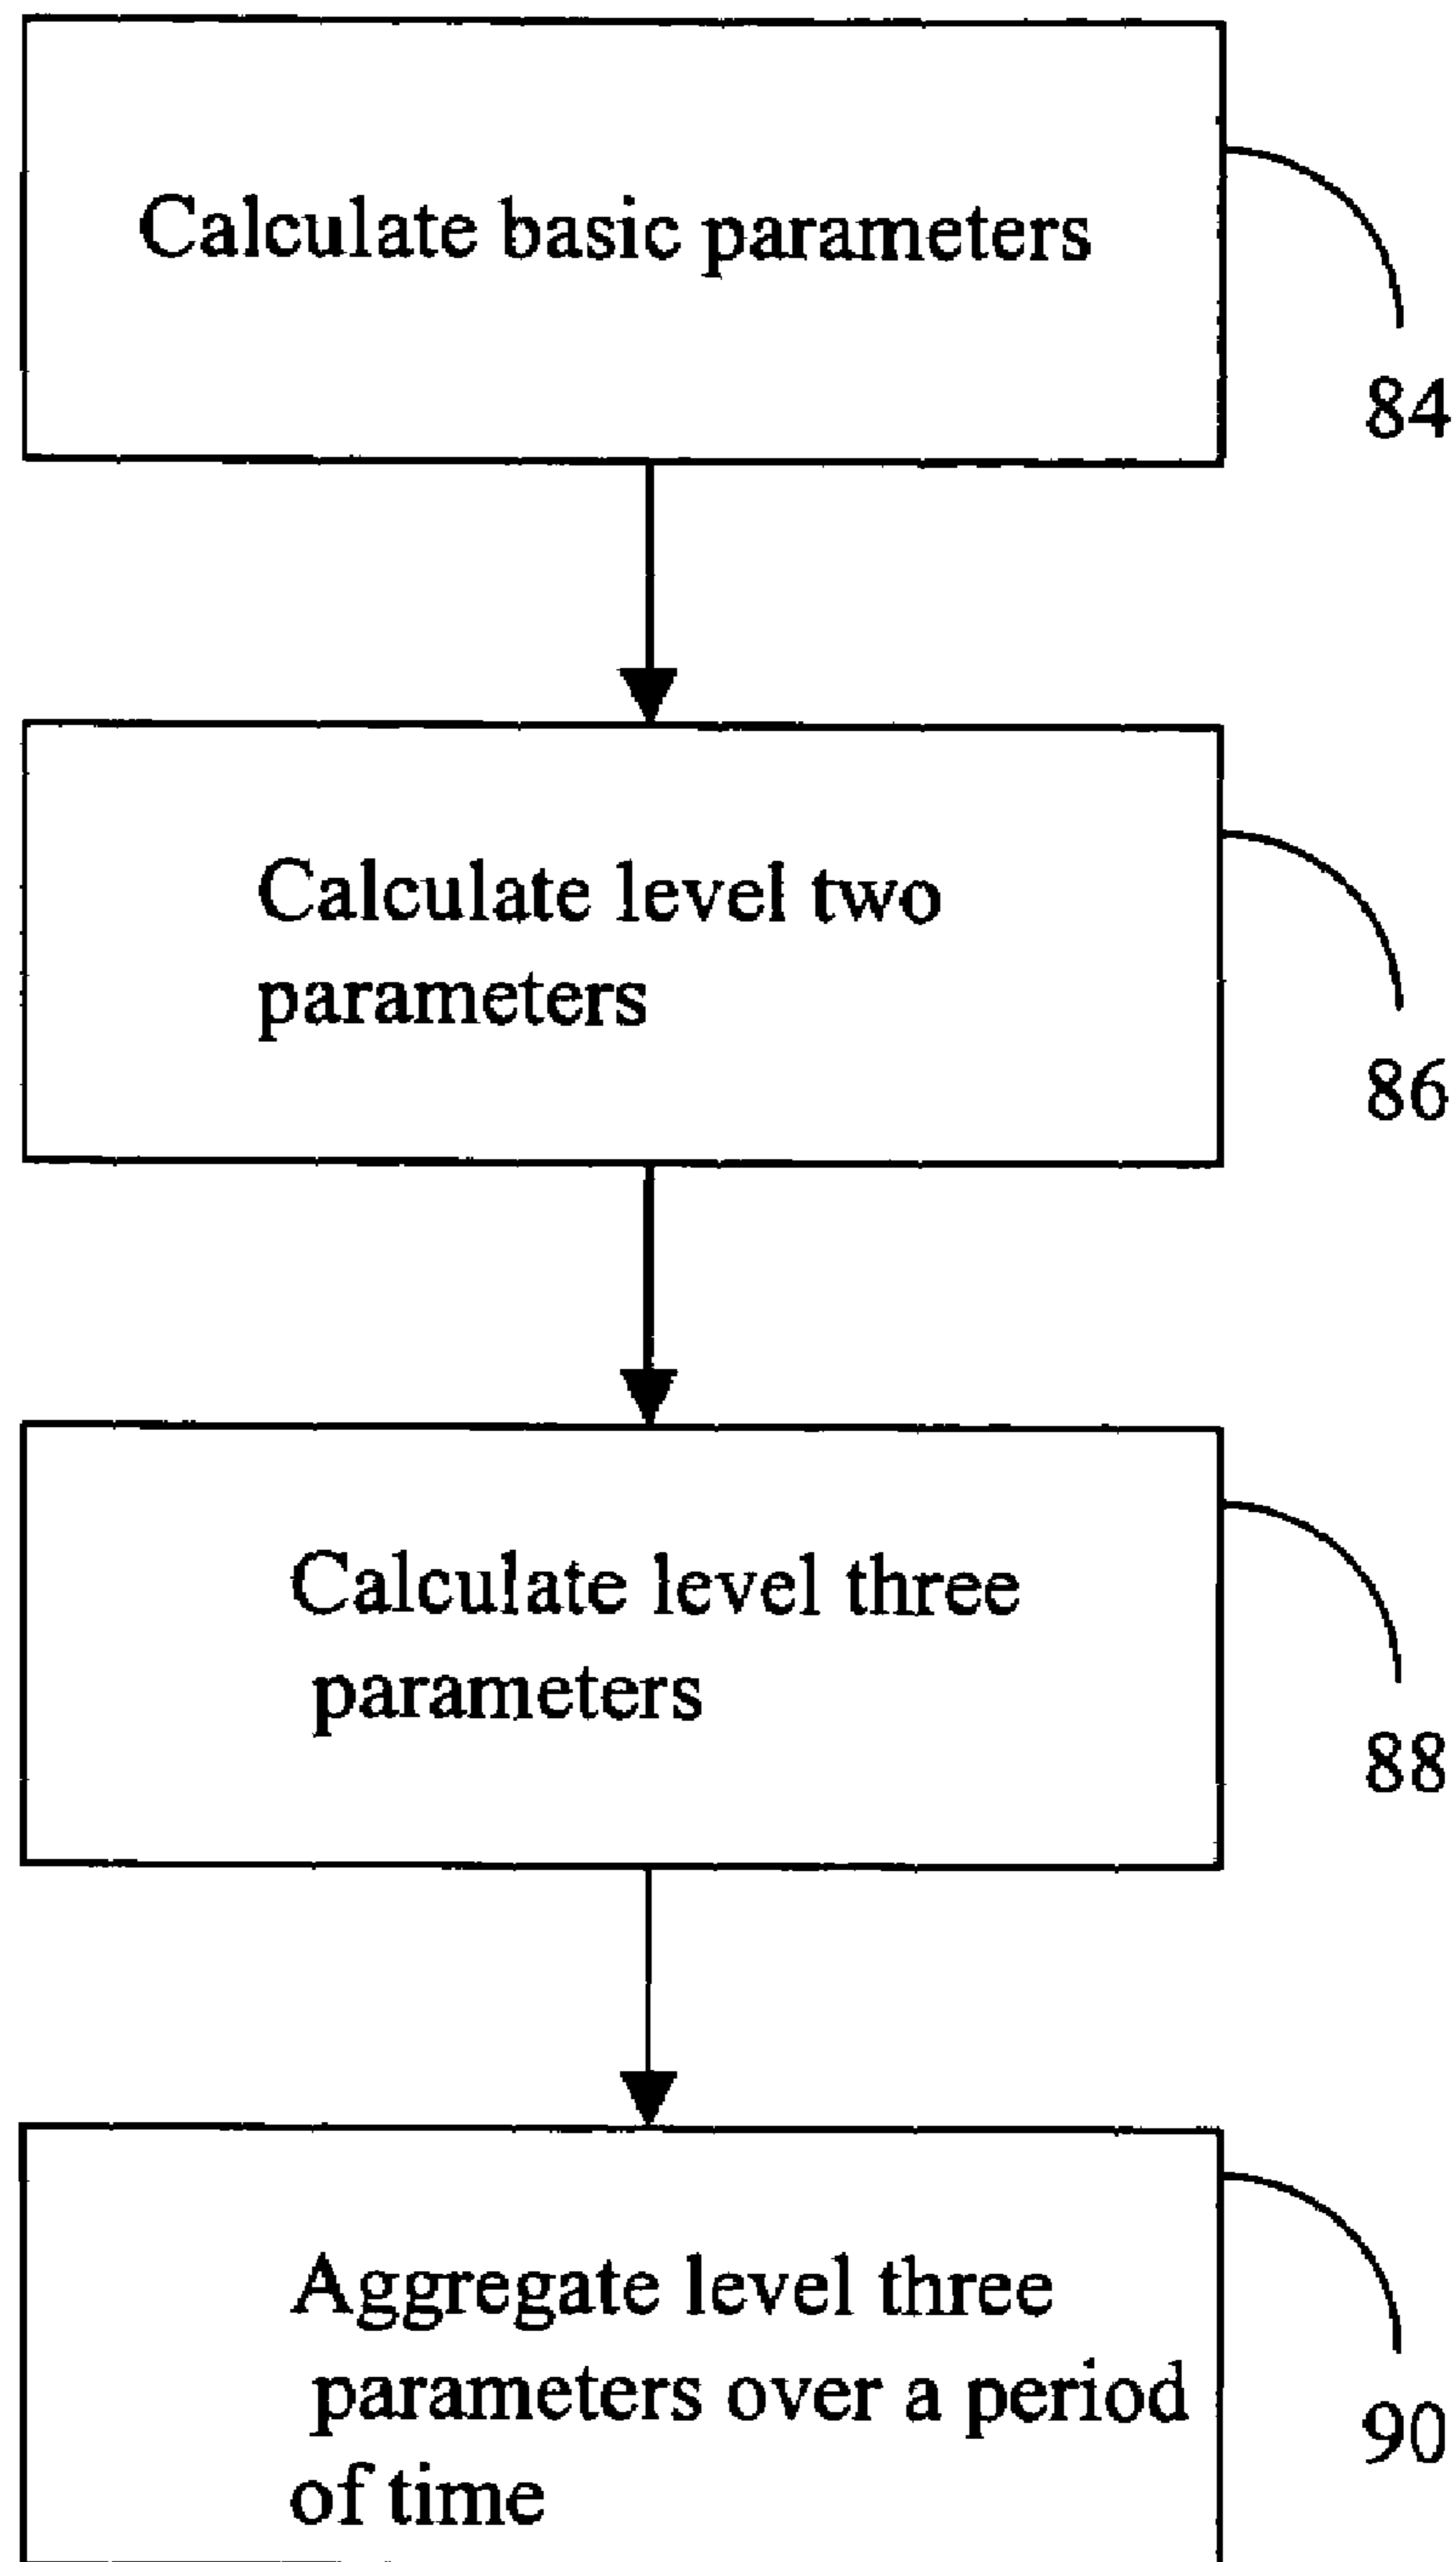 Calculate basic parameters
84
Calculate level two
parameters
86
Calculate level three
parameters
88
Aggregate level three
parameters over a period
of time
90